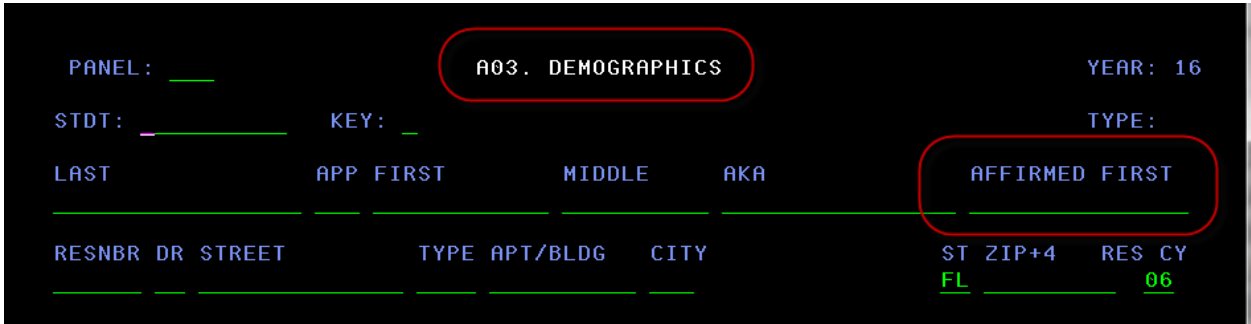 PANEL: A03. DEMOGRAPHICS YEAR: 16
STDT: KEY: TYPE:
LAST APP FIRST MIDDLE AKA AFFIRMED FIRST
RESNBR DR STREET TYPE APT/BLDG CITY ST ZIP+4 RES CY
FL 06